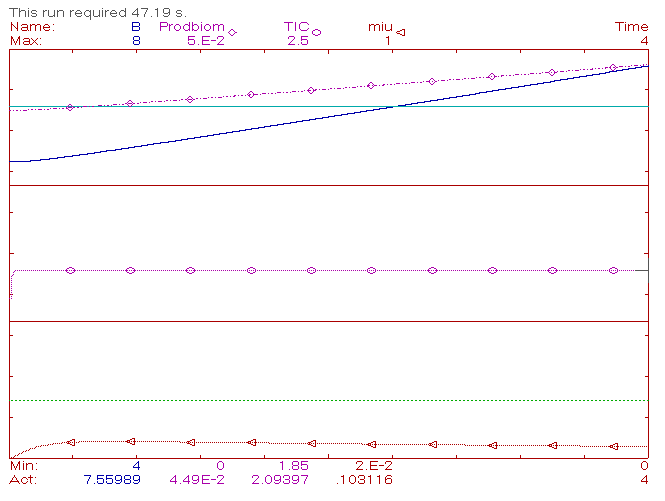 This run required 47.19 s.
Name: B Prodbiom TIC miu Time
Max: 8 5.E-2 2.5 1 4
Min: 4 0 1.85 2.E-2 0
Act: 7.55989 4.49E-2 2.09397 .103116 4